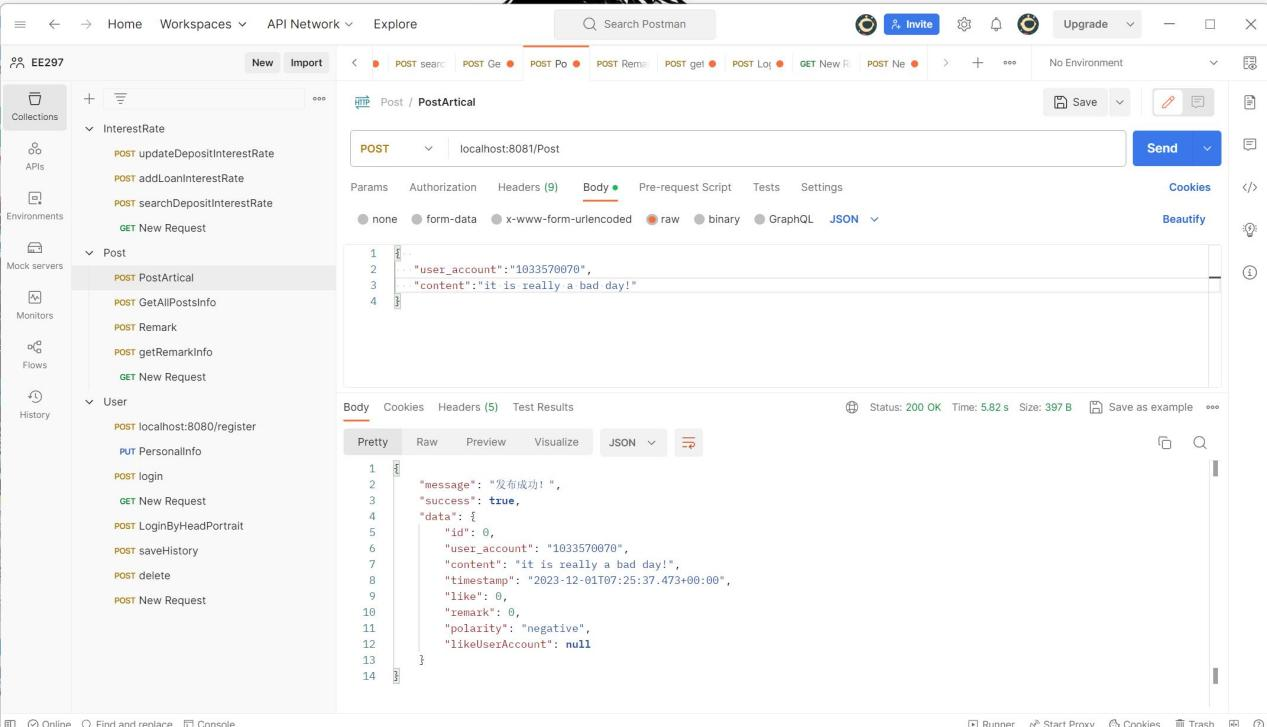 Home Workspaces API Network Explore Search Postman Invite Upgrade
EE297 New Import POST searc POST Ge POST Po POST Rema POST get POST Log GET New R POST Ne No Environment
Collections
APIs
Environments
Mock servers
Monitors
Flows
History
InterestRate
POST updateDepositInterestRate
POST addLoanInterestRate
POST searchDepositInterestRate
GET New Request
Post
POST PostArtical
POST GetAllPostsInfo
POST Remark
POST getRemarkInfo
GET New Request
User
POST localhost:8080/register
PUT PersonalInfo
POST login
GET New Request
POST LoginByHeadPortrait
POST saveHistory
POST delete
POST New Request
HTTP Post / PostArtical Save
POST localhost:8081/Post Send
Params Authorization Headers (9) Body Pre-request Script Tests Settings Cookies
none form-data x-www-form-urlencoded raw binary GraphQL JSON Beautify
1 {
2 "user_account":"1033570070",
3 "content":"it is really a bad day!"
4 }
Body Cookies Headers (5) Test Results Status: 200 OK Time: 5.82 s Size: 397 B Save as example
Pretty Raw Preview Visualize JSON
1 {
2 "message": "发布成功！",
3 "success": true,
4 "data": {
5 "id": 0,
6 "user_account": "1033570070",
7 "content": "it is really a bad day!",
8 "timestamp": "2023-12-01T07:25:37.473+00:00",
9 "like": 0,
10 "remark": 0,
11 "polarity": "negative",
12 "likeUserAccount": null
13 }
14 }
Online Find and replace Console Runner Start Proxy Cookies Trash